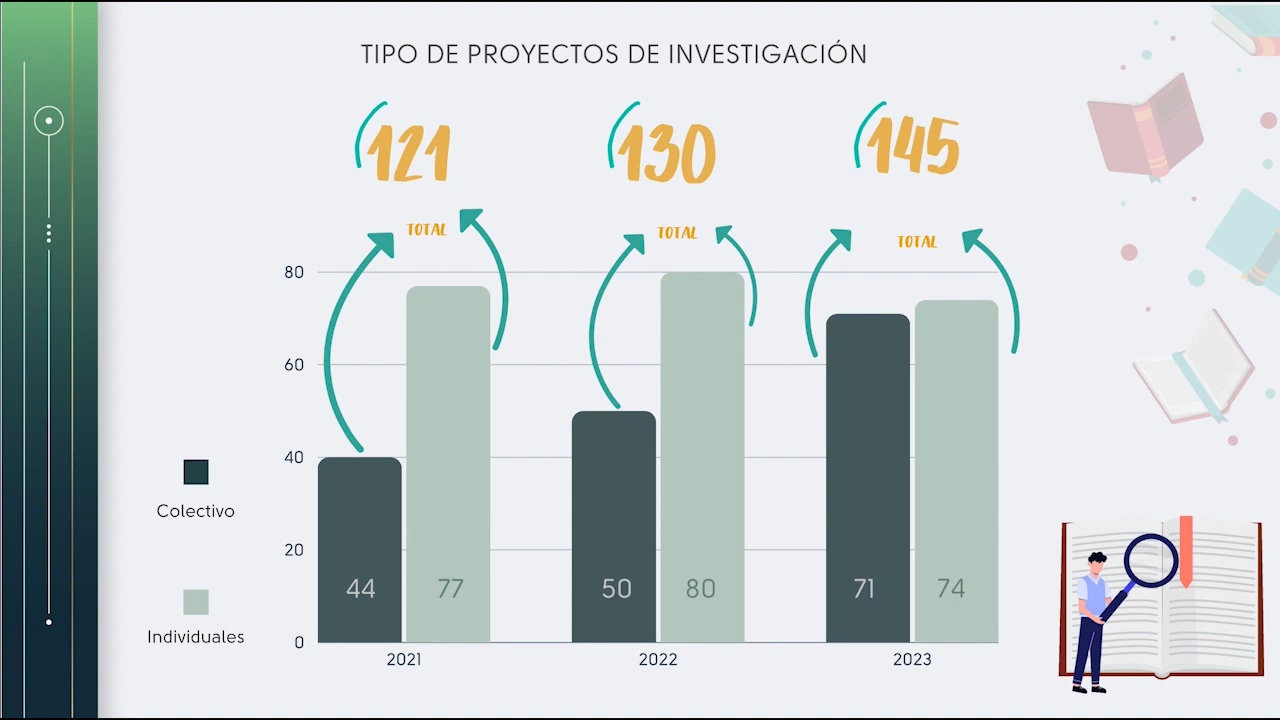 TIPO DE PROYECTOS DE INVESTIGACIÓN
121
130
145
TOTAL
TOTAL
TOTAL
80
60
40
20
0
44
77
50
80
71
74
2021
2022
2023
Colectivo
Individuales